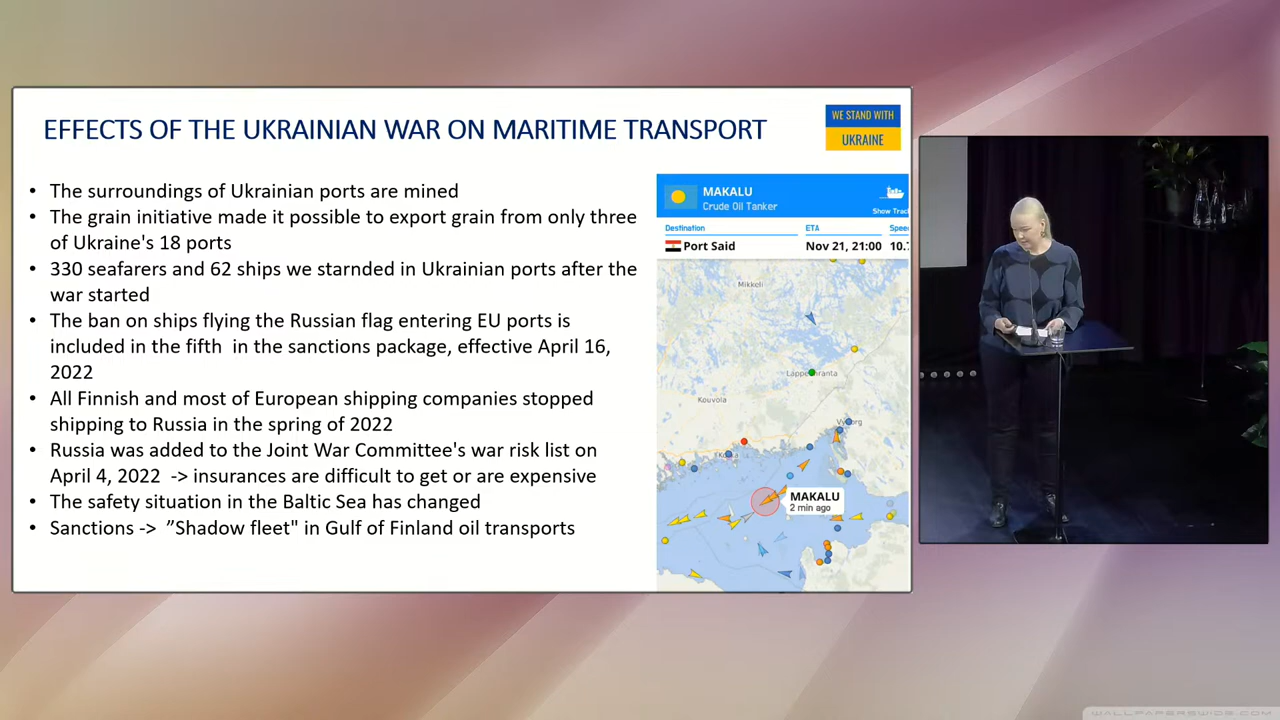 EFFECTS OF THE UKRAINIAN WAR ON MARITIME TRANSPORT
WE STAND WITH
UKRAINE
• The surroundings of Ukrainian ports are mined
• The grain initiative made it possible to export grain from only three
of Ukraine's 18 ports
• 330 seafarers and 62 ships we starnded in Ukrainian ports after the
war started
• The ban on ships flying the Russian flag entering EU ports is
included in the fifth in the sanctions package, effective April 16,
2022
• All Finnish and most of European shipping companies stopped
shipping to Russia in the spring of 2022
• Russia was added to the Joint War Committee's war risk list on
April 4, 2022 -> insurances are difficult to get or are expensive
• The safety situation in the Baltic Sea has changed
• Sanctions -> ”Shadow fleet" in Gulf of Finland oil transports
MAKALU
Crude Oil Tanker
Show Trac
Destination ETA Spee
Port Said Nov 21, 21:00 10.
Mikkeli
Kouvola
MAKALU
2 min ago
WALLPAPERSWIDE.COM